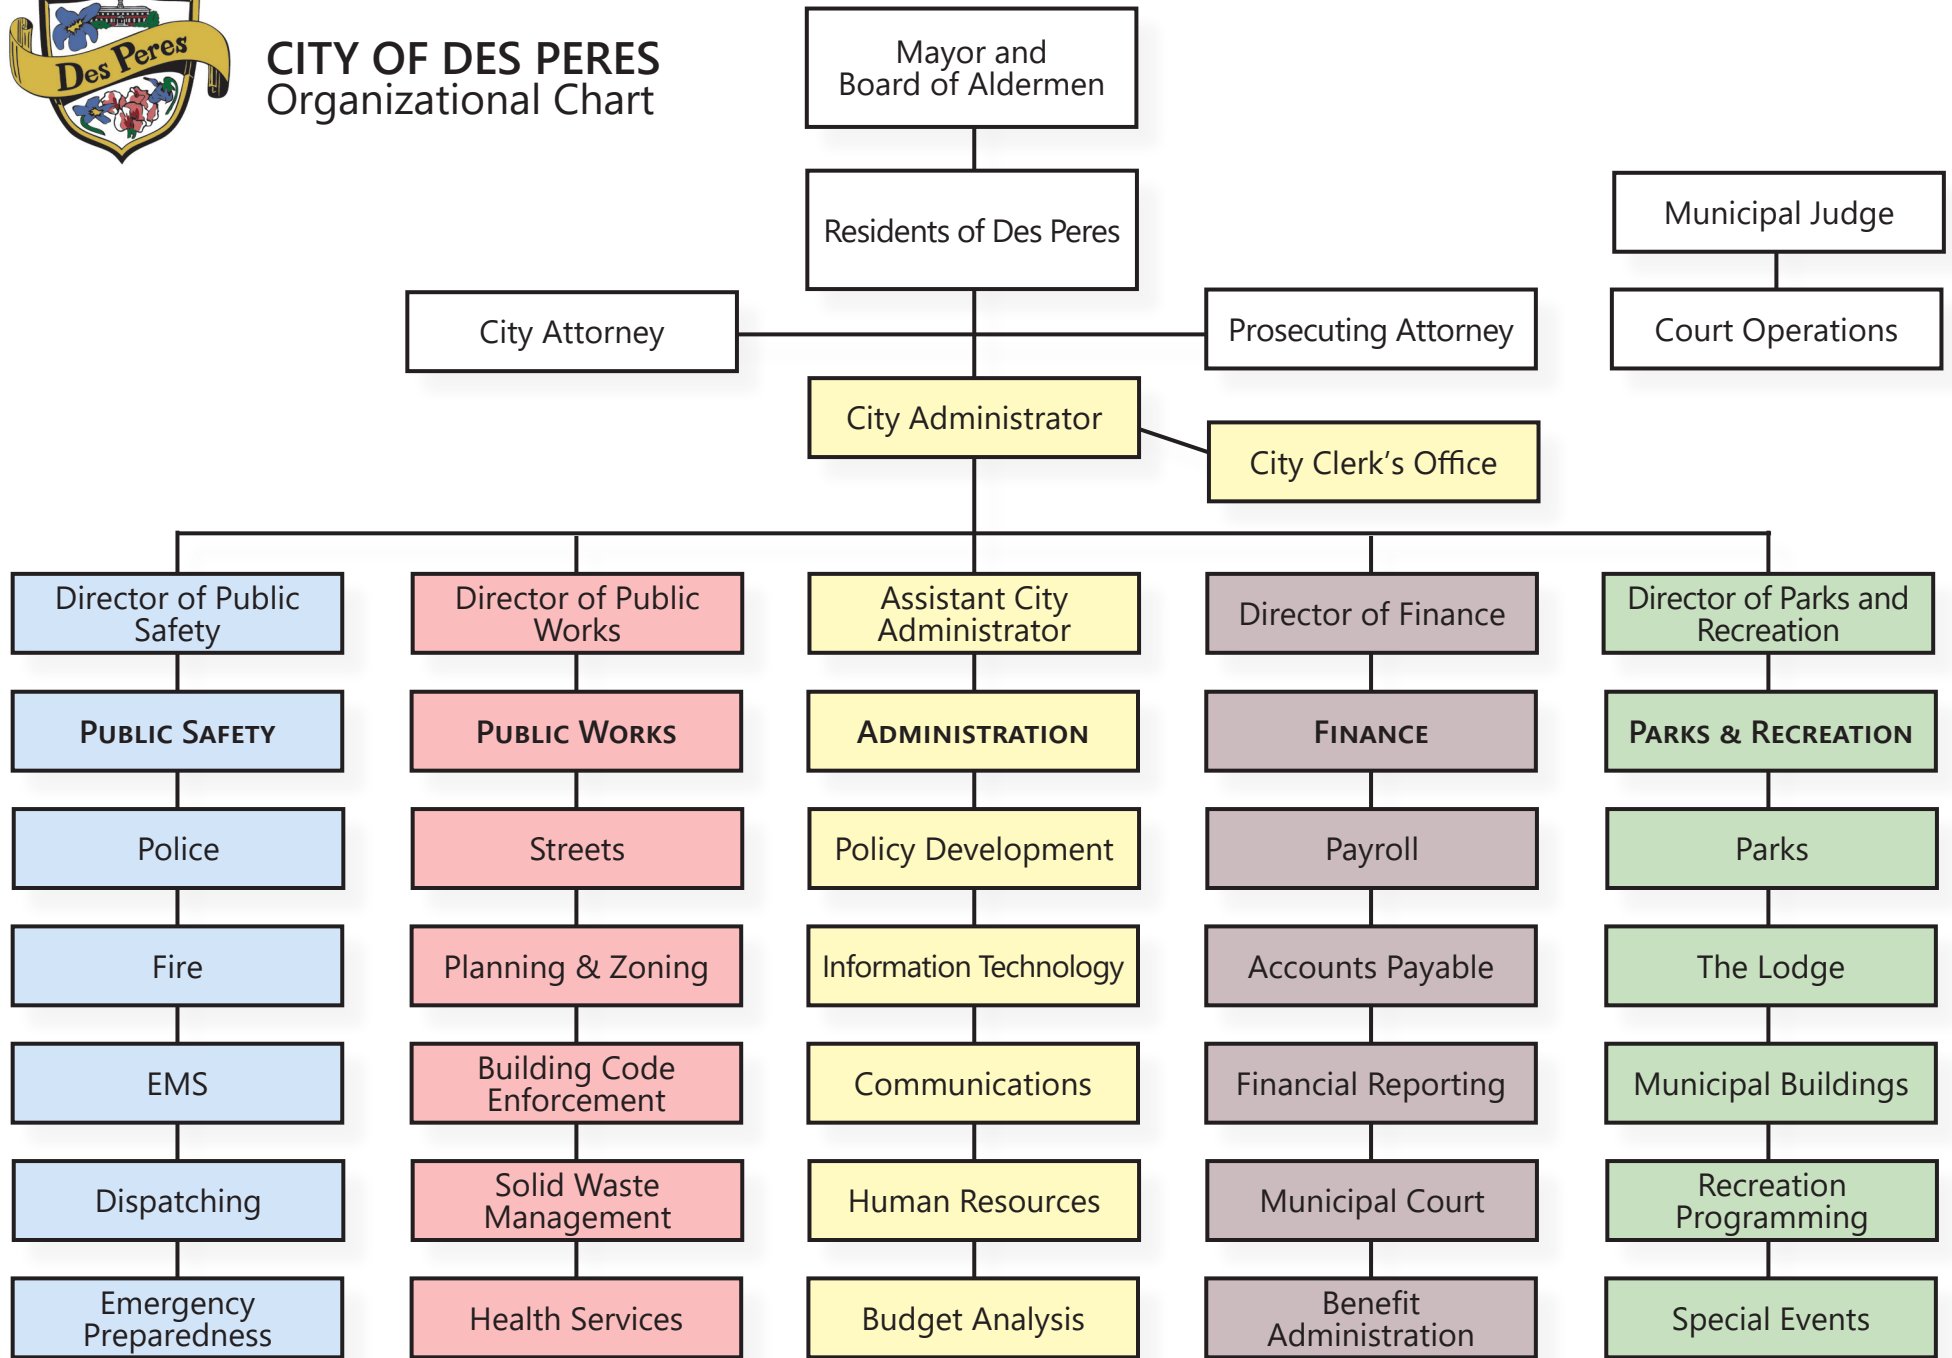 Des Peres
CITY OF DES PERES
Organizational Chart
Mayor and
Board of Aldermen
Residents of Des Peres
Municipal Judge
City Attorney
Prosecuting Attorney
Court Operations
City Administrator
City Clerk’s Office
Director of Public
Safety
Director of Public
Works
Assistant City
Administrator
Director of Finance
Director of Parks and
Recreation
PUBLIC SAFETY
PUBLIC WORKS
ADMINISTRATION
FINANCE
PARKS & RECREATION
Police
Streets
Policy Development
Payroll
Parks
Fire
Planning & Zoning
Information Technology
Accounts Payable
The Lodge
EMS
Building Code
Enforcement
Communications
Financial Reporting
Municipal Buildings
Dispatching
Solid Waste
Management
Human Resources
Municipal Court
Recreation
Programming
Emergency
Preparedness
Health Services
Budget Analysis
Benefit
Administration
Special Events